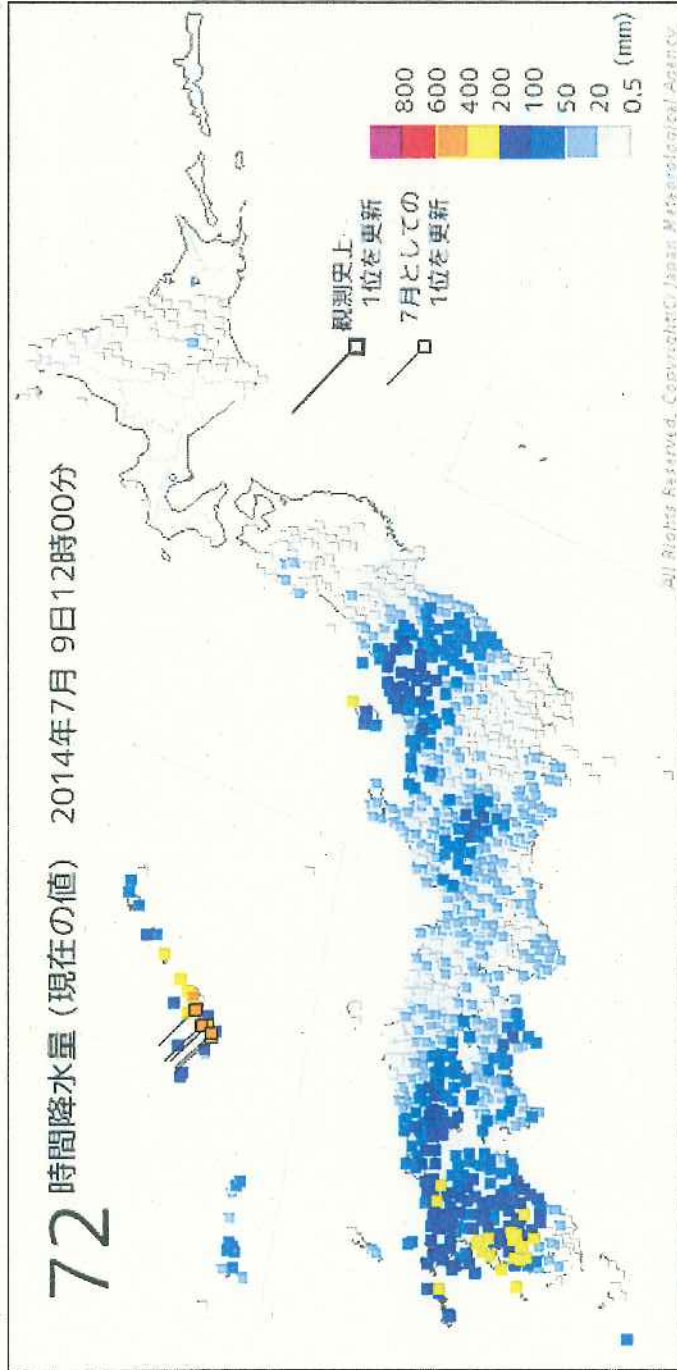 72 時間降水量（現在の値） 2014年7月 9日12時00分
観測史上
1位を更新
7月としての
1位を更新
800
600
400
200
100
50
20
0.5 (mm)
All Rights Reserved, Copyright© Japan Meteorological Agency